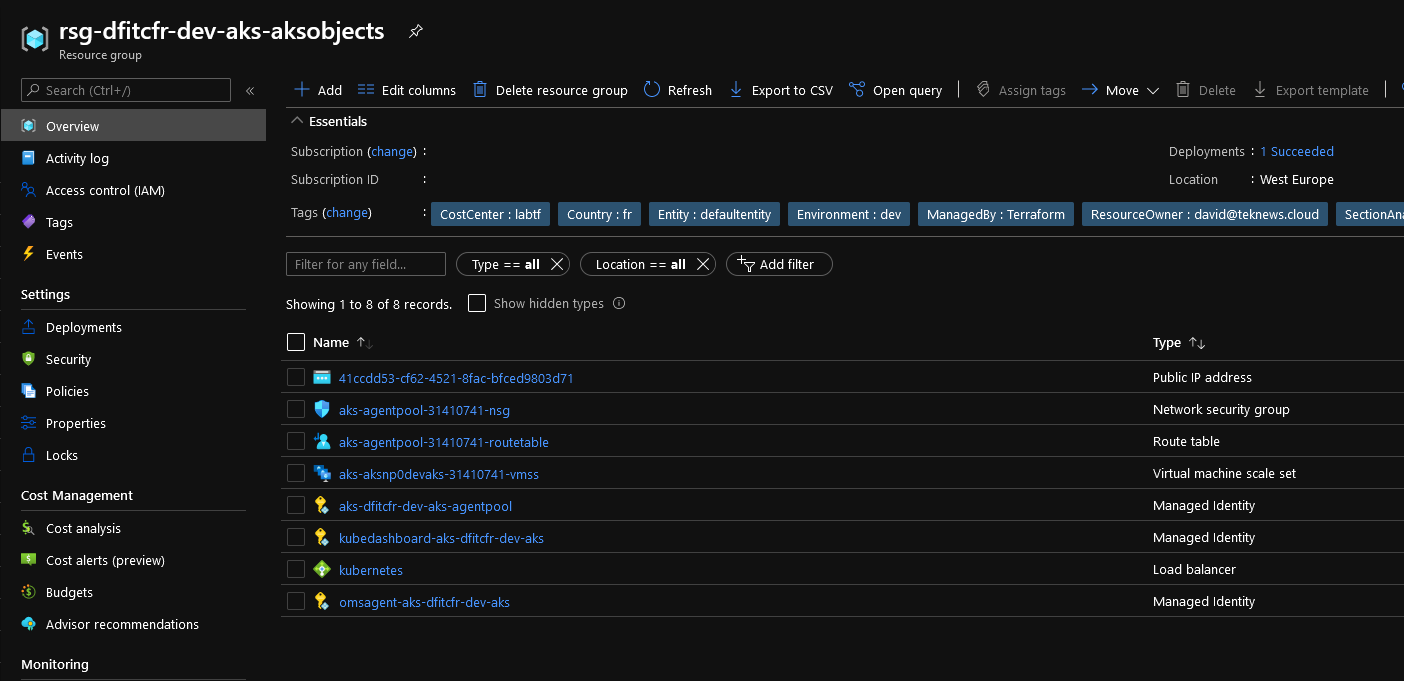 rsg-dfitcfr-dev-aks-aksobjects
Resource group
Search (Ctrl+/)
«
Add Edit columns Delete resource group Refresh Export to CSV Open query Assign tags Move Delete Export template
Overview
Activity log
Access control (IAM)
Tags
Events
Settings
Deployments
Security
Policies
Properties
Locks
Cost Management
Cost analysis
Cost alerts (preview)
Budgets
Advisor recommendations
Monitoring
Essentials
Subscription (change) : Deployments : 1 Succeeded
Subscription ID : Location : West Europe
Tags (change) : CostCenter : labtf Country : fr Entity : defaultentity Environment : dev ManagedBy : Terraform ResourceOwner : david@teknews.cloud
Filter for any field... Type == all Location == all Add filter
Showing 1 to 8 of 8 records. Show hidden types
Name Type
41ccdd53-cf62-4521-8fac-bfced9803d71 Public IP address
aks-agentpool-31410741-nsg Network security group
aks-agentpool-31410741-routetable Route table
aks-aksnp0devaks-31410741-vmss Virtual machine scale set
aks-dfitcfr-dev-aks-agentpool Managed Identity
kubedashboard-aks-dfitcfr-dev-aks Managed Identity
kubernetes Load balancer
omsagent-aks-dfitcfr-dev-aks Managed Identity